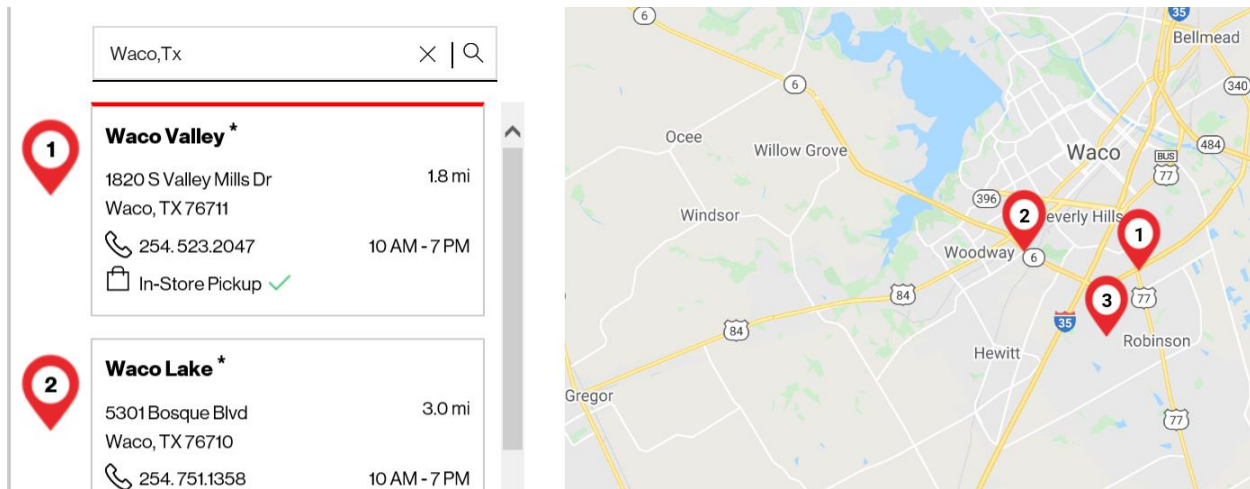 Waco,Tx
1
Waco Valley *
1820 S Valley Mills Dr
1.8 mi
Waco, TX 76711
254. 523.2047
10 AM - 7 PM
In-Store Pickup
2
Waco Lake *
5301 Bosque Blvd
3.0 mi
Waco, TX 76710
254. 751.1358
10 AM - 7 PM
6
35
Bellmead
6
340
Ocee
Willow Grove
Waco
484
BUS
77
396
Windsor
2
everly Hills
1
Woodway
6
84
3
77
84
35
Robinson
Hewitt
Gregor
77